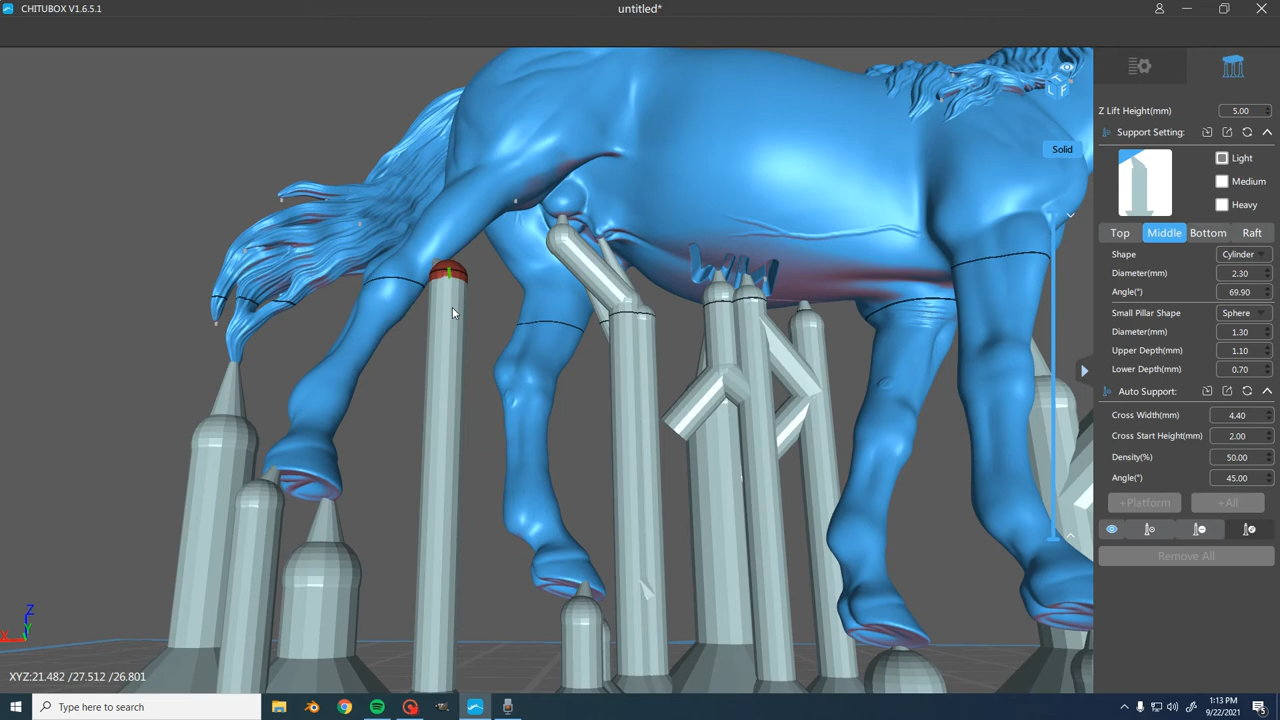 CHITUBOX V1.6.5.1
untitled*
Z Lift Height(mm) 5.00
Support Setting:
Solid
Light
Medium
Heavy
Top Middle Bottom Raft
Shape Cylinder
Diameter(mm) 2.30
Angle(°) 69.90
Small Pillar Shape Sphere
Diameter(mm) 1.30
Upper Depth(mm) 1.10
Lower Depth(mm) 0.70
Auto Support:
Cross Width(mm) 4.40
Cross Start Height(mm) 2.00
Density(%) 50.00
Angle(°) 45.00
+Platform +All
Remove All
Z
X Y
XYZ:21.482 /27.512 /26.801
Type here to search
1:13 PM
9/22/2021
5